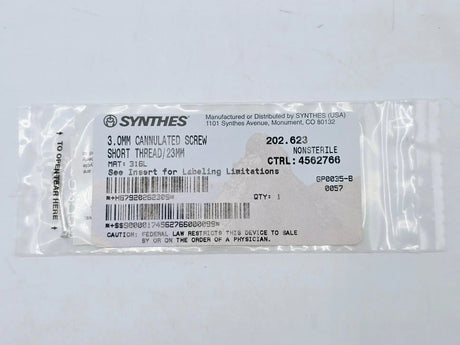 SYNTHES
Manufactured or Distributed by SYNTHES (USA)
1101 Synthes Avenue, Monument, CO 80132
3.0MM CANNULATED SCREW
SHORT THREAD/23MM
MAT: 316L
202.623
NONSTERILE
CTRL: 4562766
See Insert for Labeling Limitations
GP0035-B
0057
*+H67920262309*
QTY: 1
CAUTION: FEDERAL LAW RESTRICTS THIS DEVICE TO SALE
BY OR ON THE ORDER OF A PHYSICIAN.
TO OPEN TEAR HERE